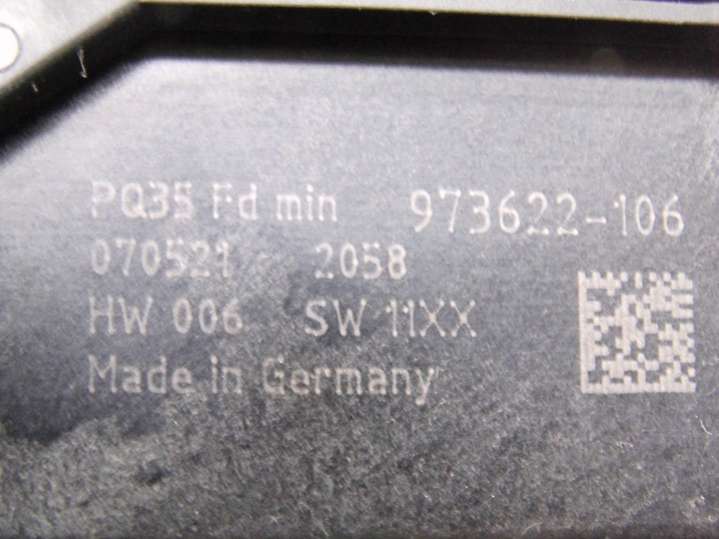 PQ35 Fd min 973622-106
070521 2058
HW 006 SW 11XX
Made in Germany